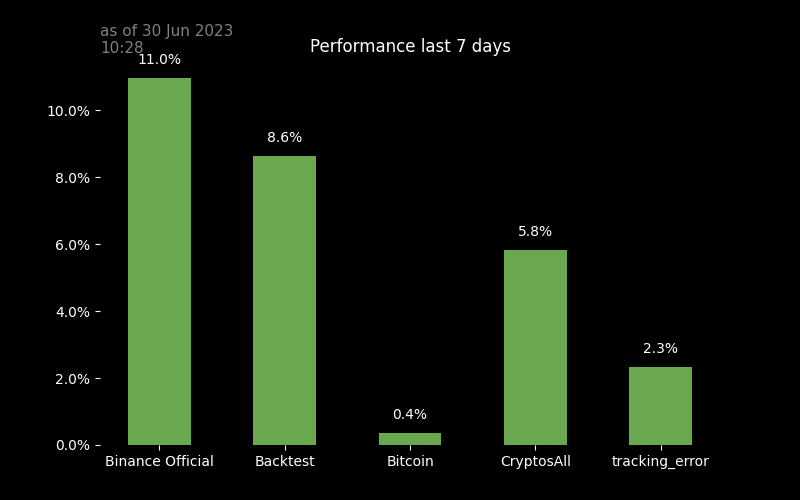 as of 30 Jun 2023
10:28
Performance last 7 days
11.0%
8.6%
0.4%
5.8%
2.3%
10.0%
8.0%
6.0%
4.0%
2.0%
0.0%
Binance Official
Backtest
Bitcoin
CryptosAll
tracking_error